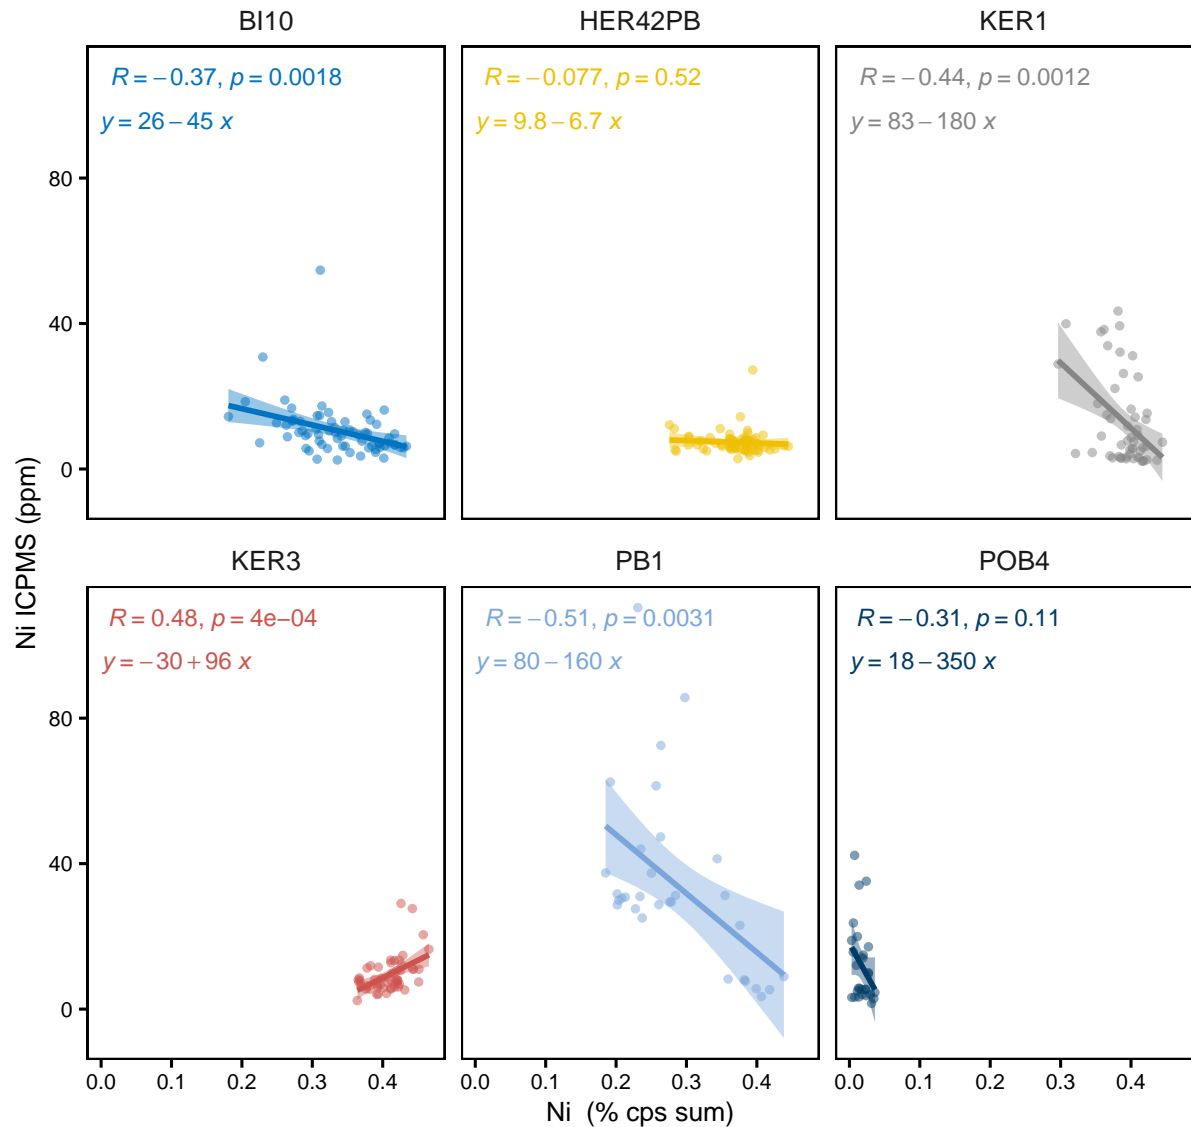 BI10 HER42PB KER1
R = −0.37, p = 0.0018 R = −0.077, p = 0.52 R = −0.44, p = 0.0012
y = 26 − 45 x y = 9.8 − 6.7 x y = 83 − 180 x
80
40
0
Ni ICPMS (ppm)
KER3 PB1 POB4
R = 0.48, p = 4e−04 R = −0.51, p = 0.0031 R = −0.31, p = 0.11
y = −30 + 96 x y = 80 − 160 x y = 18 − 350 x
80
40
0
0.0 0.1 0.2 0.3 0.4 0.0 0.1 0.2 0.3 0.4 0.0 0.1 0.2 0.3 0.4
Ni (% cps sum)